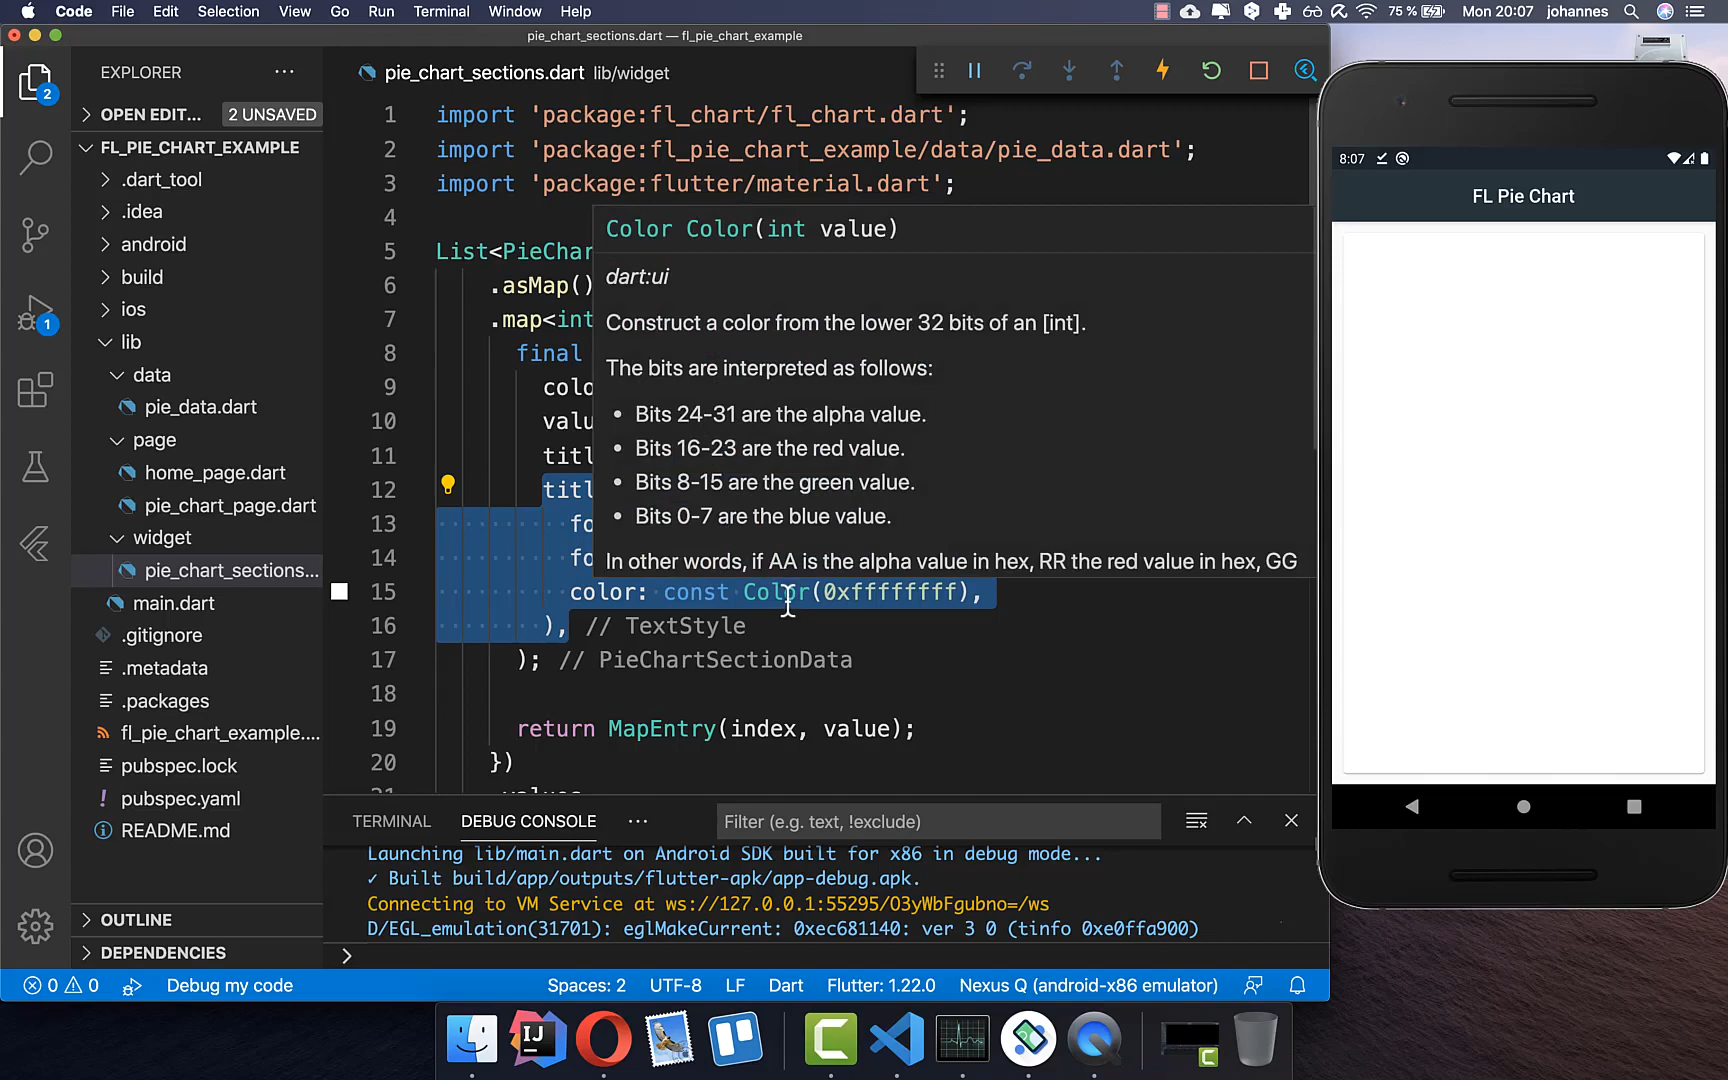 Code File Edit Selection View Go Run Terminal Window Help 75 % Mon 20:07 johannes
pie_chart_sections.dart — fl_pie_chart_example
EXPLORER
OPEN EDIT... 2 UNSAVED
FL_PIE_CHART_EXAMPLE
.dart_tool
.idea
android
build
ios
lib
data
pie_data.dart
page
home_page.dart
pie_chart_page.dart
widget
pie_chart_sections...
main.dart
.gitignore
.metadata
.packages
fl_pie_chart_example....
pubspec.lock
pubspec.yaml
README.md
OUTLINE
DEPENDENCIES
2
1
pie_chart_sections.dart lib/widget
1 import 'package:fl_chart/fl_chart.dart';
2 import 'package:fl_pie_chart_example/data/pie_data.dart';
3 import 'package:flutter/material.dart';
4
5 List<PieChar
6 .asMap()
7 .map<int
8 final
9 colo
10 valu
11 titl
12 titl
13 fo
14 fo
15 color: const Color(0xffffffff),
16 ), // TextStyle
17 ); // PieChartSectionData
18
19 return MapEntry(index, value);
20 })
21 .values
Color Color(int value)
dart:ui
Construct a color from the lower 32 bits of an [int].
The bits are interpreted as follows:
• Bits 24-31 are the alpha value.
• Bits 16-23 are the red value.
• Bits 8-15 are the green value.
• Bits 0-7 are the blue value.
In other words, if AA is the alpha value in hex, RR the red value in hex, GG
TERMINAL DEBUG CONSOLE ··· Filter (e.g. text, !exclude)
Launching lib/main.dart on Android SDK built for x86 in debug mode...
✓ Built build/app/outputs/flutter-apk/app-debug.apk.
Connecting to VM Service at ws://127.0.0.1:55295/O3yWbFgubno=/ws
D/EGL_emulation(31701): eglMakeCurrent: 0xec681140: ver 3 0 (tinfo 0xe0ffa900)
0 0 Debug my code Spaces: 2 UTF-8 LF Dart Flutter: 1.22.0 Nexus Q (android-x86 emulator)
8:07
FL Pie Chart
IJ